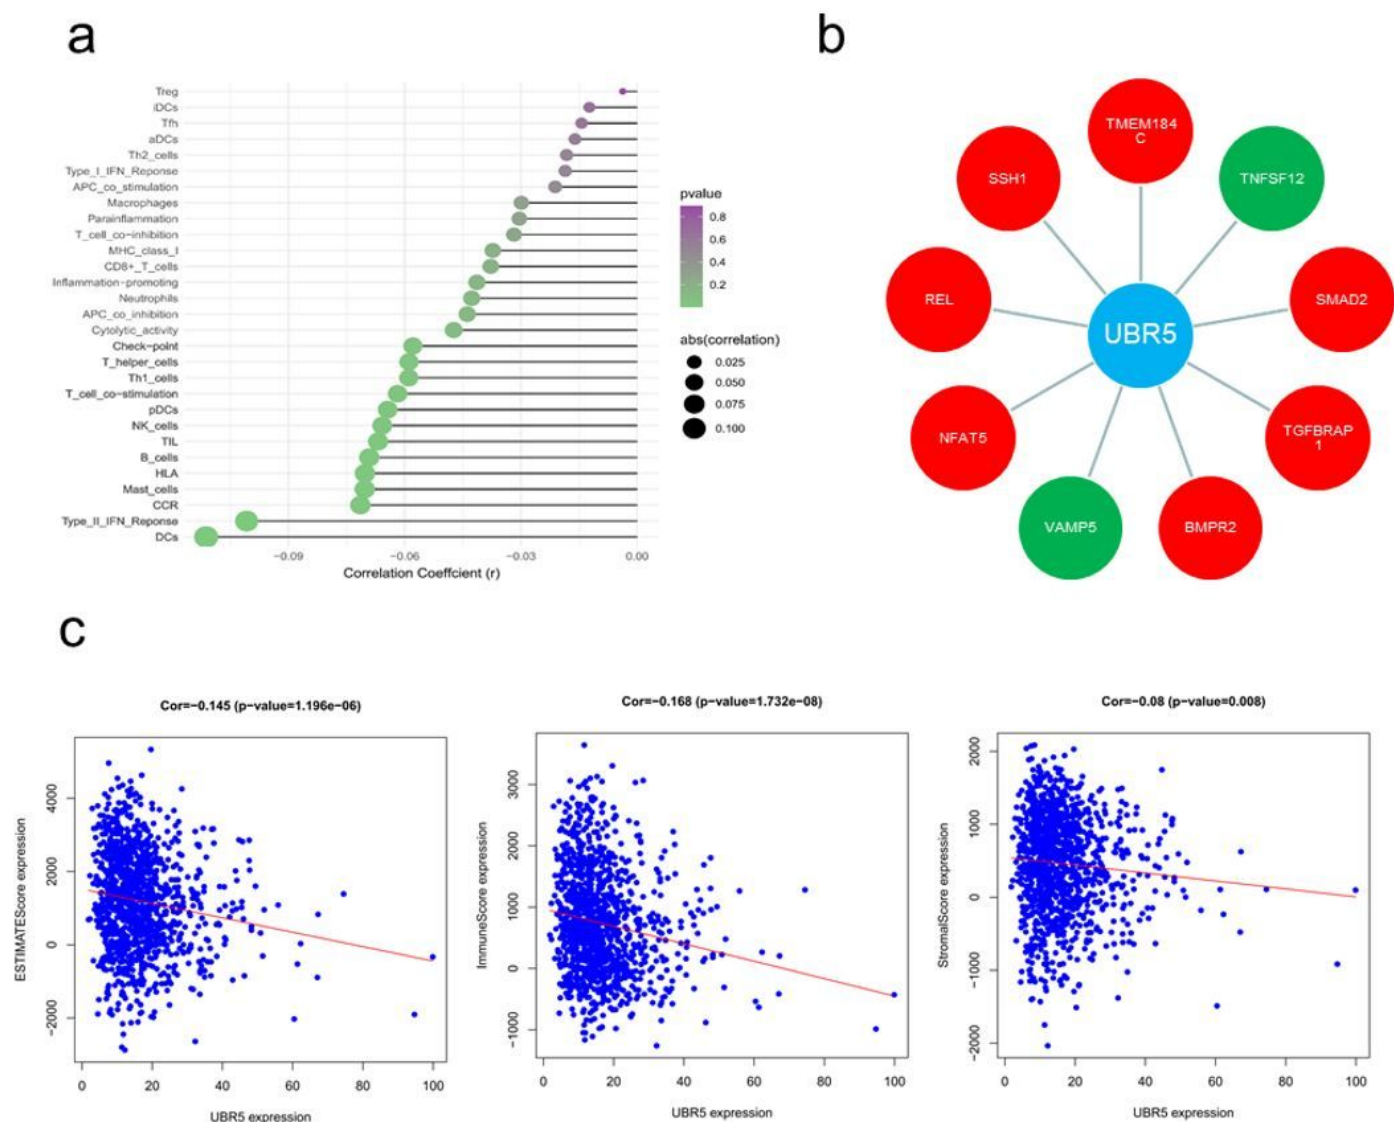 a
Treg
iDCs
Tfh
aDCs
Th2_cells
Type_I_IFN_Reponse
APC_co_stimulation
Macrophages
Parainflammation
T_cell_co-inhibition
MHC_class_I
CD8+_T_cells
Inflammation-promoting
Neutrophils
APC_co_inhibition
Cytolytic_activity
Check-point
T_helper_cells
Th1_cells
T_cell_co-stimulation
pDCs
NK_cells
TIL
B_cells
HLA
Mast_cells
CCR
Type_II_IFN_Reponse
DCs
−0.09 −0.06 −0.03 0.00
Correlation Coeffcient (r)
pvalue
0.8
0.6
0.4
0.2
abs(correlation)
0.025
0.050
0.075
0.100
b
TMEM184
C
TNFSF12
SMAD2
TGFBRAP
1
BMPR2
VAMP5
NFAT5
REL
SSH1
UBR5
c
Cor=−0.145 (p−value=1.196e−06)
ESTIMATEScore expression
4000
2000
0
−2000
0 20 40 60 80 100
UBR5 expression
Cor=−0.168 (p−value=1.732e−08)
ImmuneScore expression
3000
2000
1000
0
−1000
0 20 40 60 80 100
UBR5 expression
Cor=−0.08 (p−value=0.008)
StromalScore expression
2000
1000
0
−1000
−2000
0 20 40 60 80 100
UBR5 expression